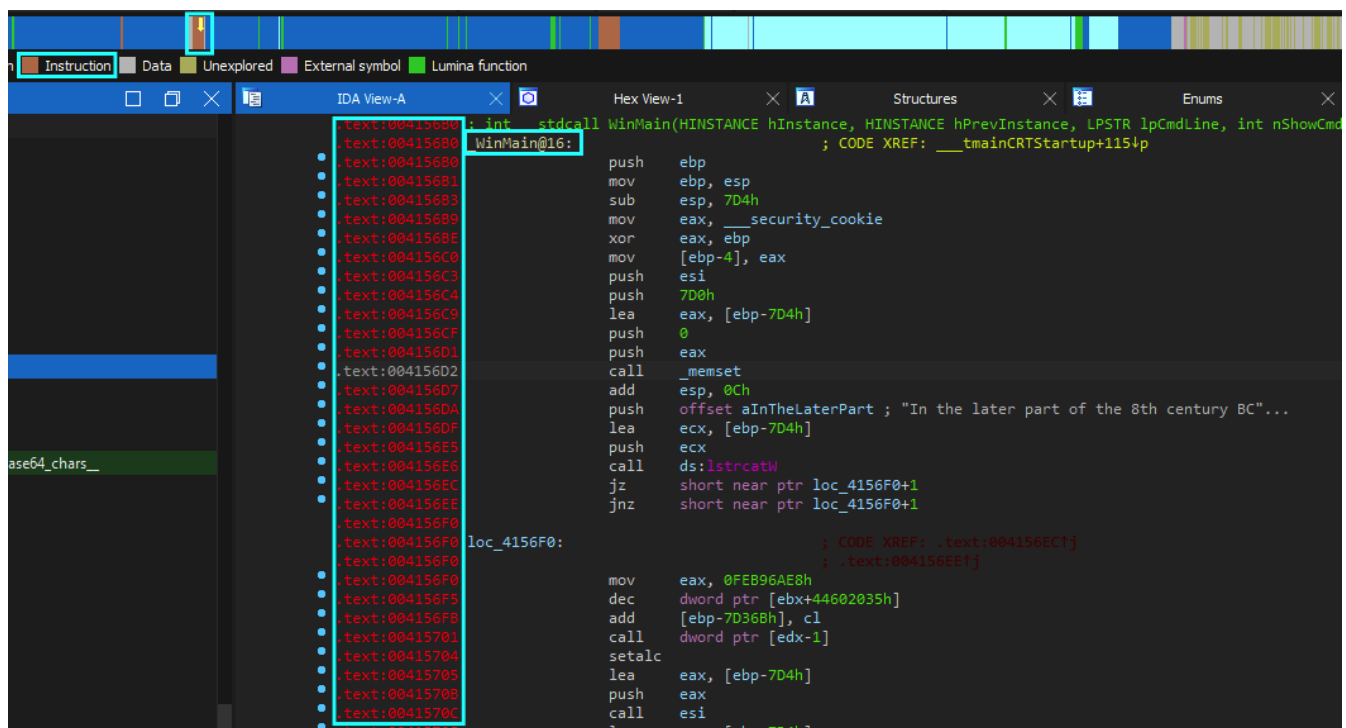 n Instruction Data Unexplored External symbol Lumina function
IDA View-A Hex View-1 Structures Enums
.text:004156B0 ; int __stdcall WinMain(HINSTANCE hInstance, HINSTANCE hPrevInstance, LPSTR lpCmdLine, int nShowCmd
.text:004156B0 _WinMain@16: ; CODE XREF: ___tmainCRTStartup+115↓p
.text:004156B0 push ebp
.text:004156B1 mov ebp, esp
.text:004156B3 sub esp, 7D4h
.text:004156B9 mov eax, ___security_cookie
.text:004156BE xor eax, ebp
.text:004156C0 mov [ebp-4], eax
.text:004156C3 push esi
.text:004156C4 push 7D0h
.text:004156C9 lea eax, [ebp-7D4h]
.text:004156CF push 0
.text:004156D1 push eax
.text:004156D2 call _memset
.text:004156D7 add esp, 0Ch
.text:004156DA push offset aInTheLaterPart ; "In the later part of the 8th century BC"...
.text:004156DF lea ecx, [ebp-7D4h]
.text:004156E5 push ecx
ase64_chars__
.text:004156E6 call ds:lstrcatW
.text:004156EC jz short near ptr loc_4156F0+1
.text:004156EE jnz short near ptr loc_4156F0+1
.text:004156F0
.text:004156F0 loc_4156F0: ; CODE XREF: .text:004156EC↑j
.text:004156F0 ; .text:004156EE↑j
.text:004156F0 mov eax, 0FEB96AE8h
.text:004156F5 dec dword ptr [ebx+44602035h]
.text:004156FB add [ebp-7D36Bh], cl
.text:00415701 call dword ptr [edx-1]
.text:00415704 setalc
.text:00415705 lea eax, [ebp-7D4h]
.text:0041570B push eax
.text:0041570C call esi